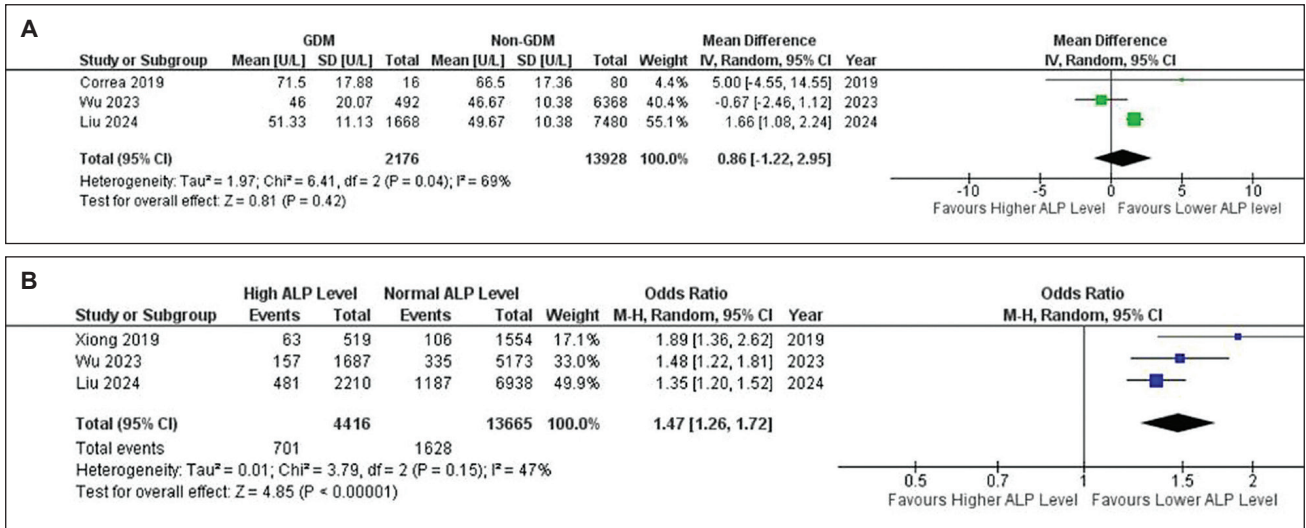 A
GDM Non-GDM Mean Difference Mean Difference
Study or Subgroup Mean [U/L] SD [U/L] Total Mean [U/L] SD [U/L] Total Weight IV, Random, 95% CI Year IV, Random, 95% CI
Correa 2019 71.5 17.88 16 66.5 17.36 80 4.4% 5.00 [-4.55, 14.55] 2019
Wu 2023 46 20.07 492 46.67 10.38 6368 40.4% -0.67 [-2.46, 1.12] 2023
Liu 2024 51.33 11.13 1668 49.67 10.38 7480 55.1% 1.66 [1.08, 2.24] 2024
Total (95% CI) 2176 13928 100.0% 0.86 [-1.22, 2.95]
Heterogeneity: Tau² = 1.97; Chi² = 6.41, df = 2 (P = 0.04); I² = 69%
Test for overall effect: Z = 0.81 (P = 0.42)
-10 -5 0 5 10
Favours Higher ALP Level Favours Lower ALP level
B
High ALP Level Normal ALP Level Odds Ratio Odds Ratio
Study or Subgroup Events Total Events Total Weight M-H, Random, 95% CI Year M-H, Random, 95% CI
Xiong 2019 63 519 106 1554 17.1% 1.89 [1.36, 2.62] 2019
Wu 2023 157 1687 335 5173 33.0% 1.48 [1.22, 1.81] 2023
Liu 2024 481 2210 1187 6938 49.9% 1.35 [1.20, 1.52] 2024
Total (95% CI) 4416 13665 100.0% 1.47 [1.26, 1.72]
Total events 701 1628
Heterogeneity: Tau² = 0.01; Chi² = 3.79, df = 2 (P = 0.15); I² = 47%
Test for overall effect: Z = 4.85 (P < 0.00001)
0.5 0.7 1 1.5 2
Favours Higher ALP Level Favours Lower ALP Level